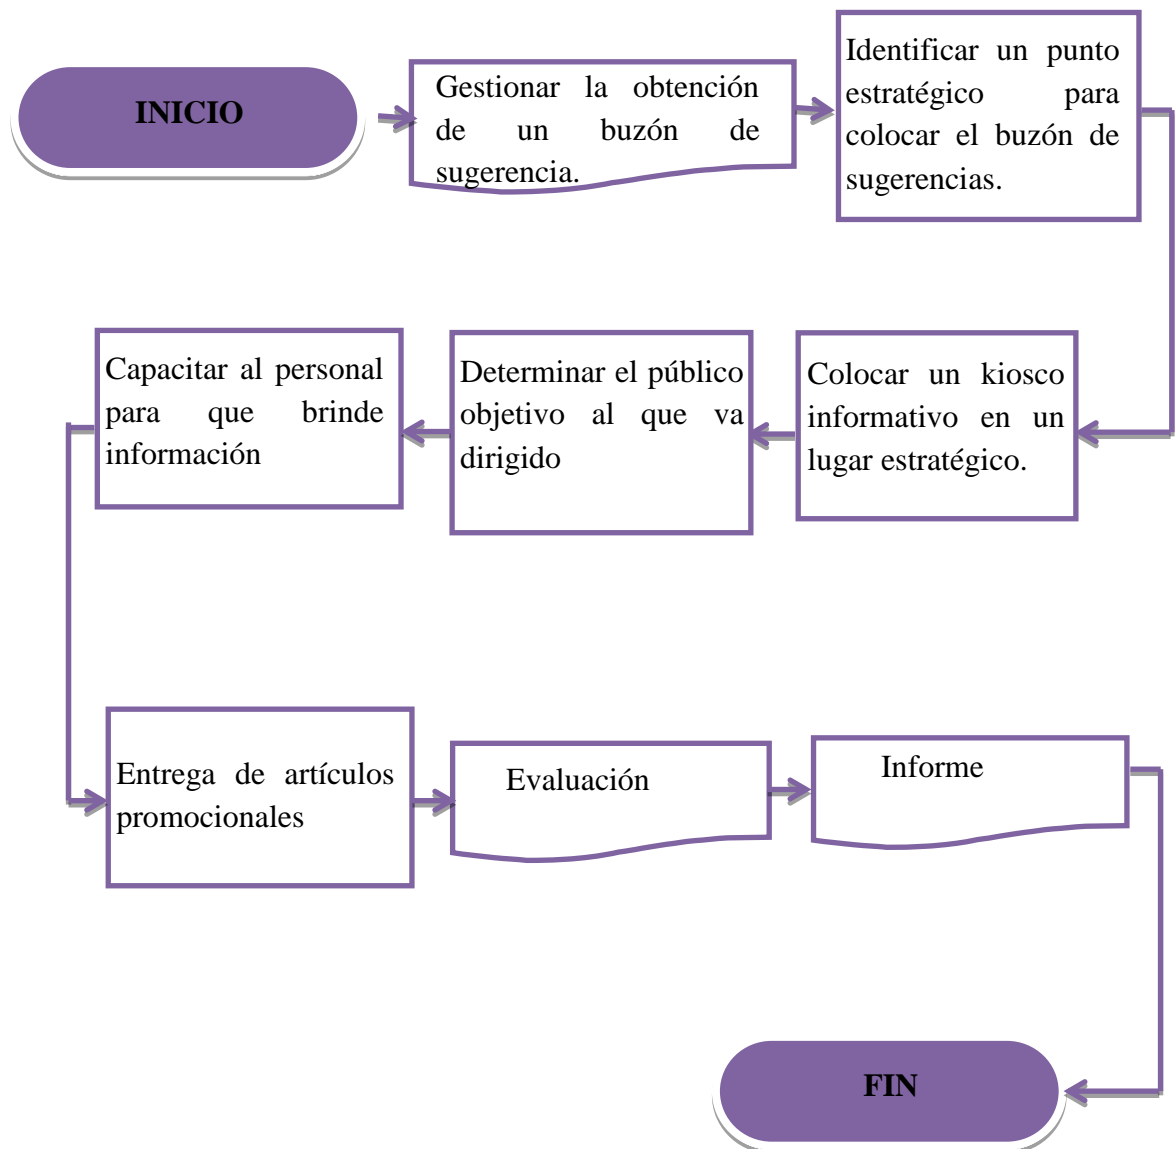 INICIO
Gestionar la obtención
de un buzón de
sugerencia.
Identificar un punto
estratégico para
colocar el buzón de
sugerencias.
Colocar un kiosco
informativo en un
lugar estratégico.
Determinar el público
objetivo al que va
dirigido
Capacitar al personal
para que brinde
información
Entrega de artículos
promocionales
Evaluación
Informe
FIN